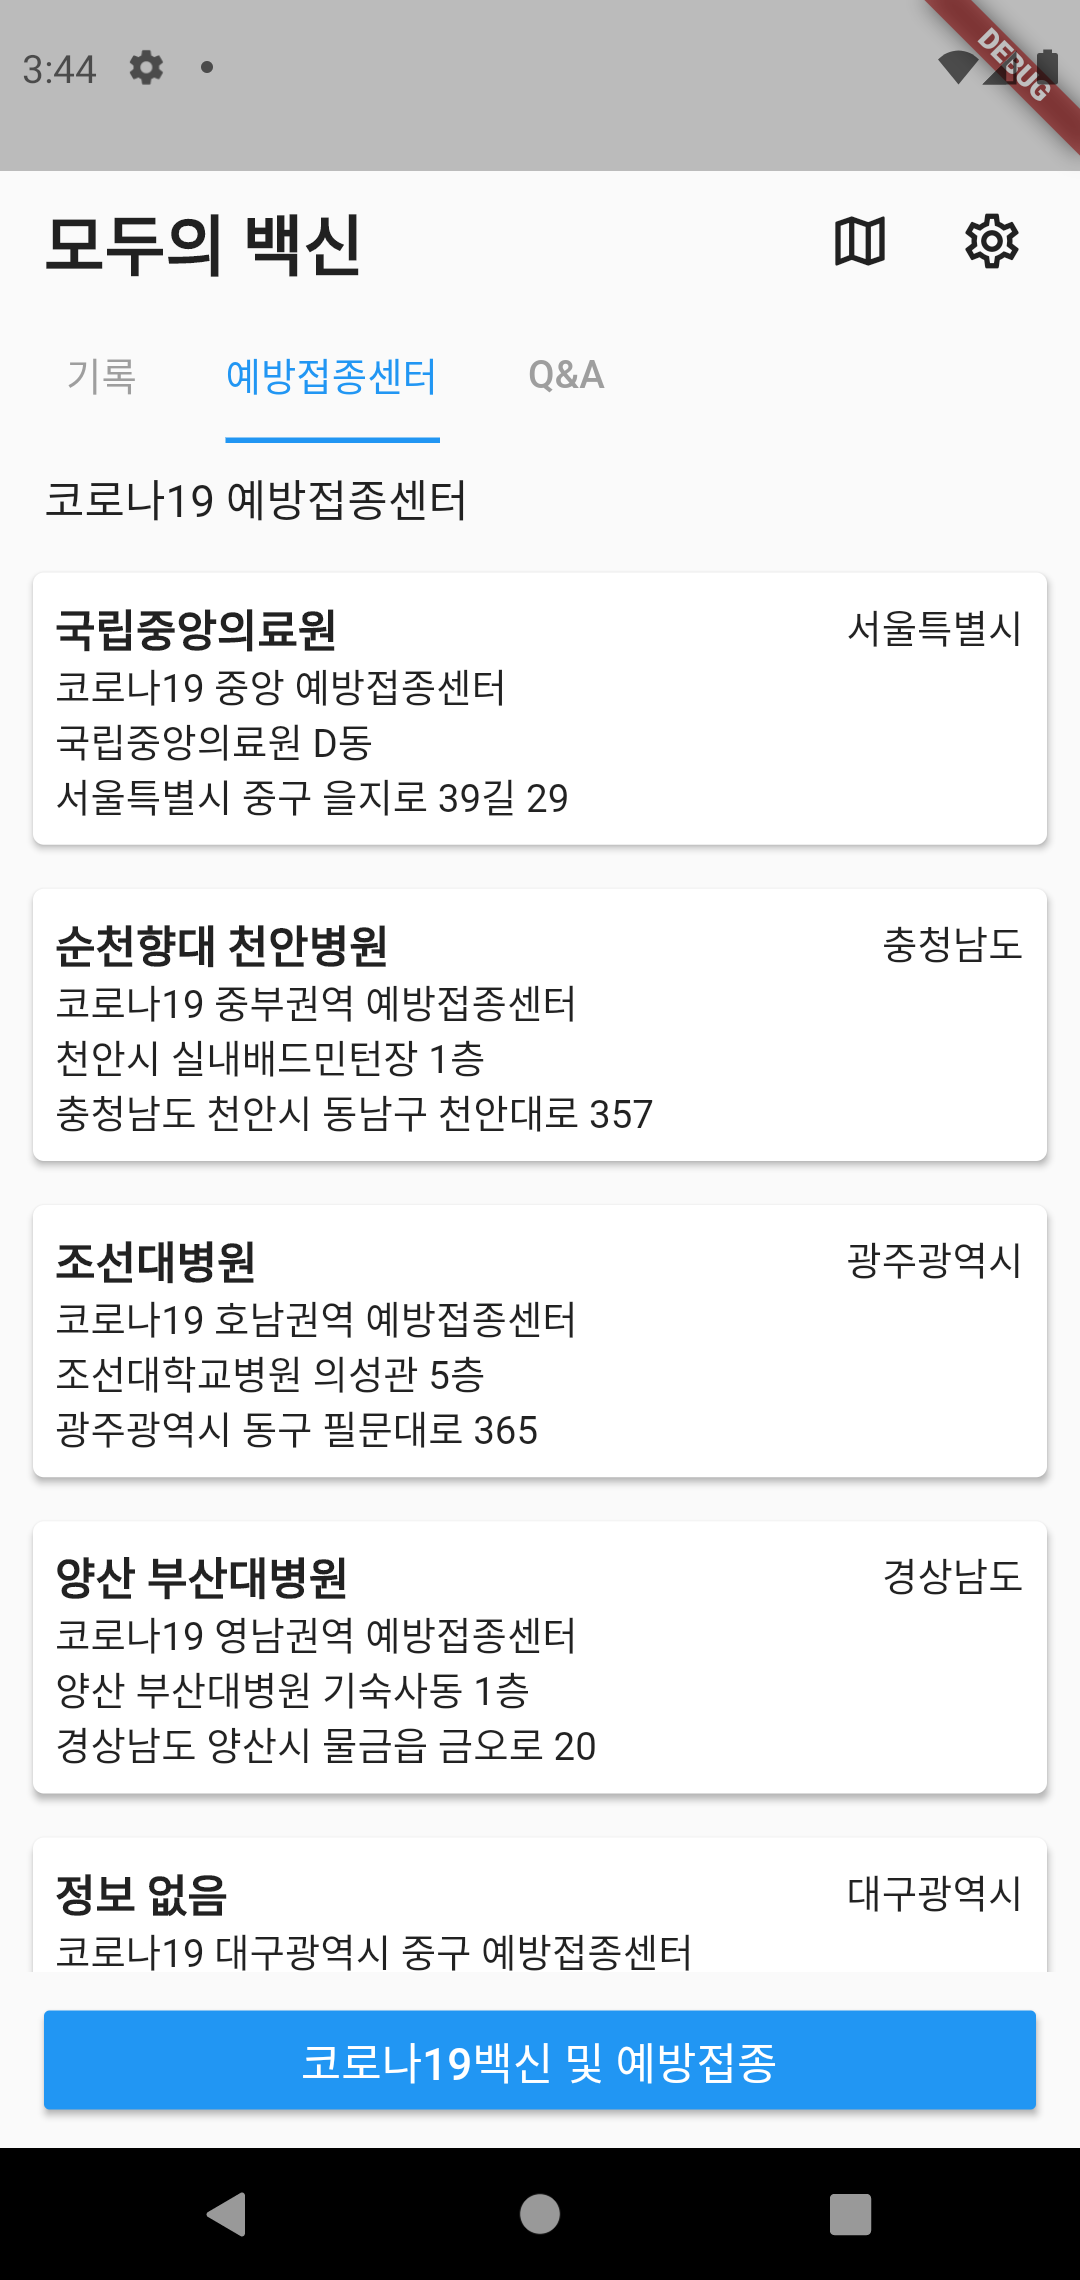 3:44
DEBUG
모두의 백신
기록 예방접종센터 Q&A
코로나19 예방접종센터
국립중앙의료원 서울특별시
코로나19 중앙 예방접종센터
국립중앙의료원 D동
서울특별시 중구 을지로 39길 29
순천향대 천안병원 충청남도
코로나19 중부권역 예방접종센터
천안시 실내배드민턴장 1층
충청남도 천안시 동남구 천안대로 357
조선대병원 광주광역시
코로나19 호남권역 예방접종센터
조선대학교병원 의성관 5층
광주광역시 동구 필문대로 365
양산 부산대병원 경상남도
코로나19 영남권역 예방접종센터
양산 부산대병원 기숙사동 1층
경상남도 양산시 물금읍 금오로 20
정보 없음 대구광역시
코로나19 대구광역시 중구 예방접종센터
코로나19백신 및 예방접종